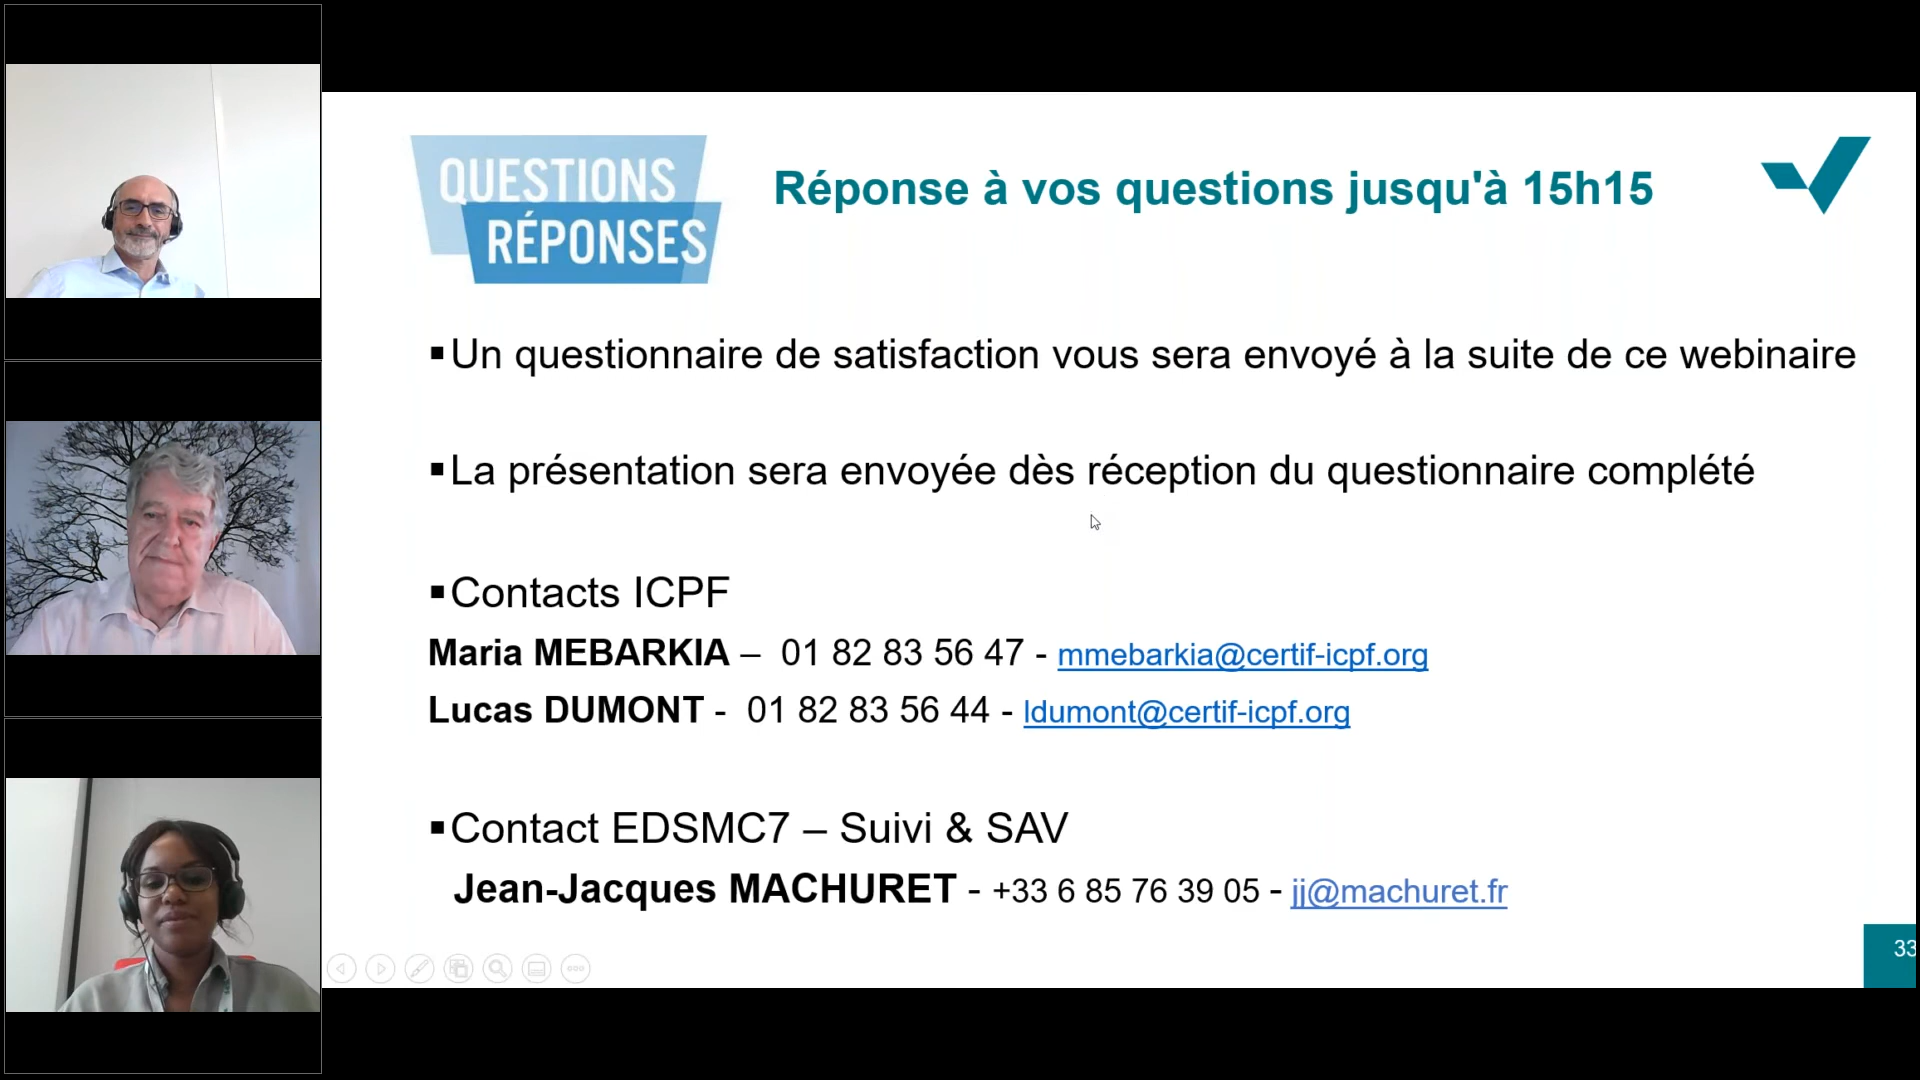 QUESTIONS
RÉPONSES
Réponse à vos questions jusqu'à 15h15
▪Un questionnaire de satisfaction vous sera envoyé à la suite de ce webinaire
▪La présentation sera envoyée dès réception du questionnaire complété
▪Contacts ICPF
Maria MEBARKIA – 01 82 83 56 47 - mmebarkia@certif-icpf.org
Lucas DUMONT - 01 82 83 56 44 - ldumont@certif-icpf.org
▪Contact EDSMC7 – Suivi & SAV
Jean-Jacques MACHURET - +33 6 85 76 39 05 - jj@machuret.fr
33